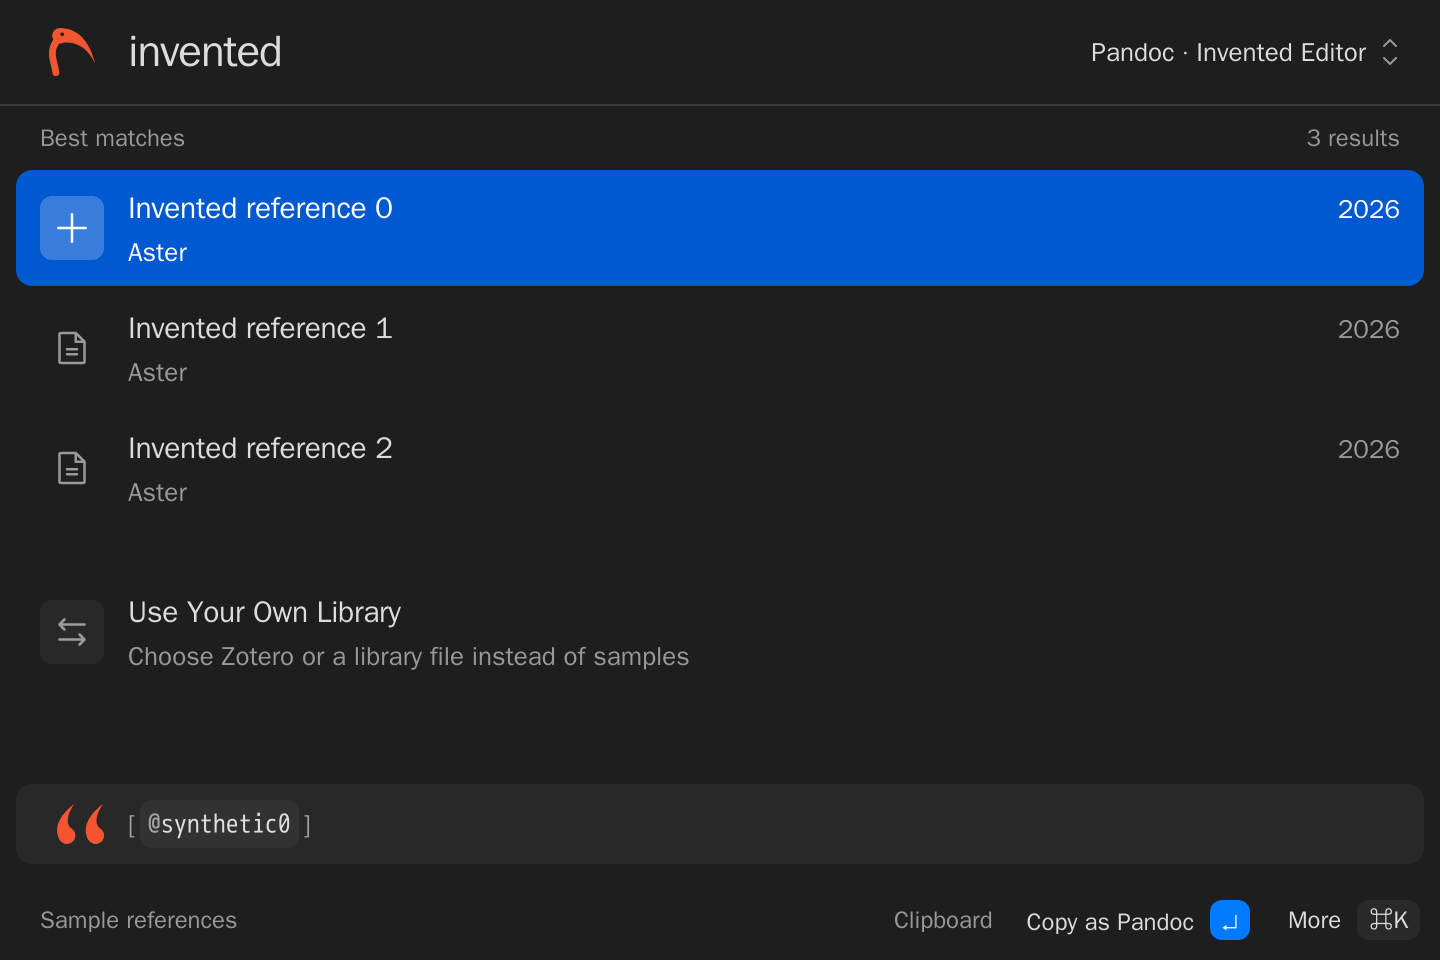 invented
Pandoc · Invented Editor
Best matches
3 results
Invented reference 0
2026
Aster
Invented reference 1
2026
Aster
Invented reference 2
2026
Aster
Use Your Own Library
Choose Zotero or a library file instead of samples
[@synthetic0]
Sample references
Clipboard
Copy as Pandoc ↵
More ⌘K